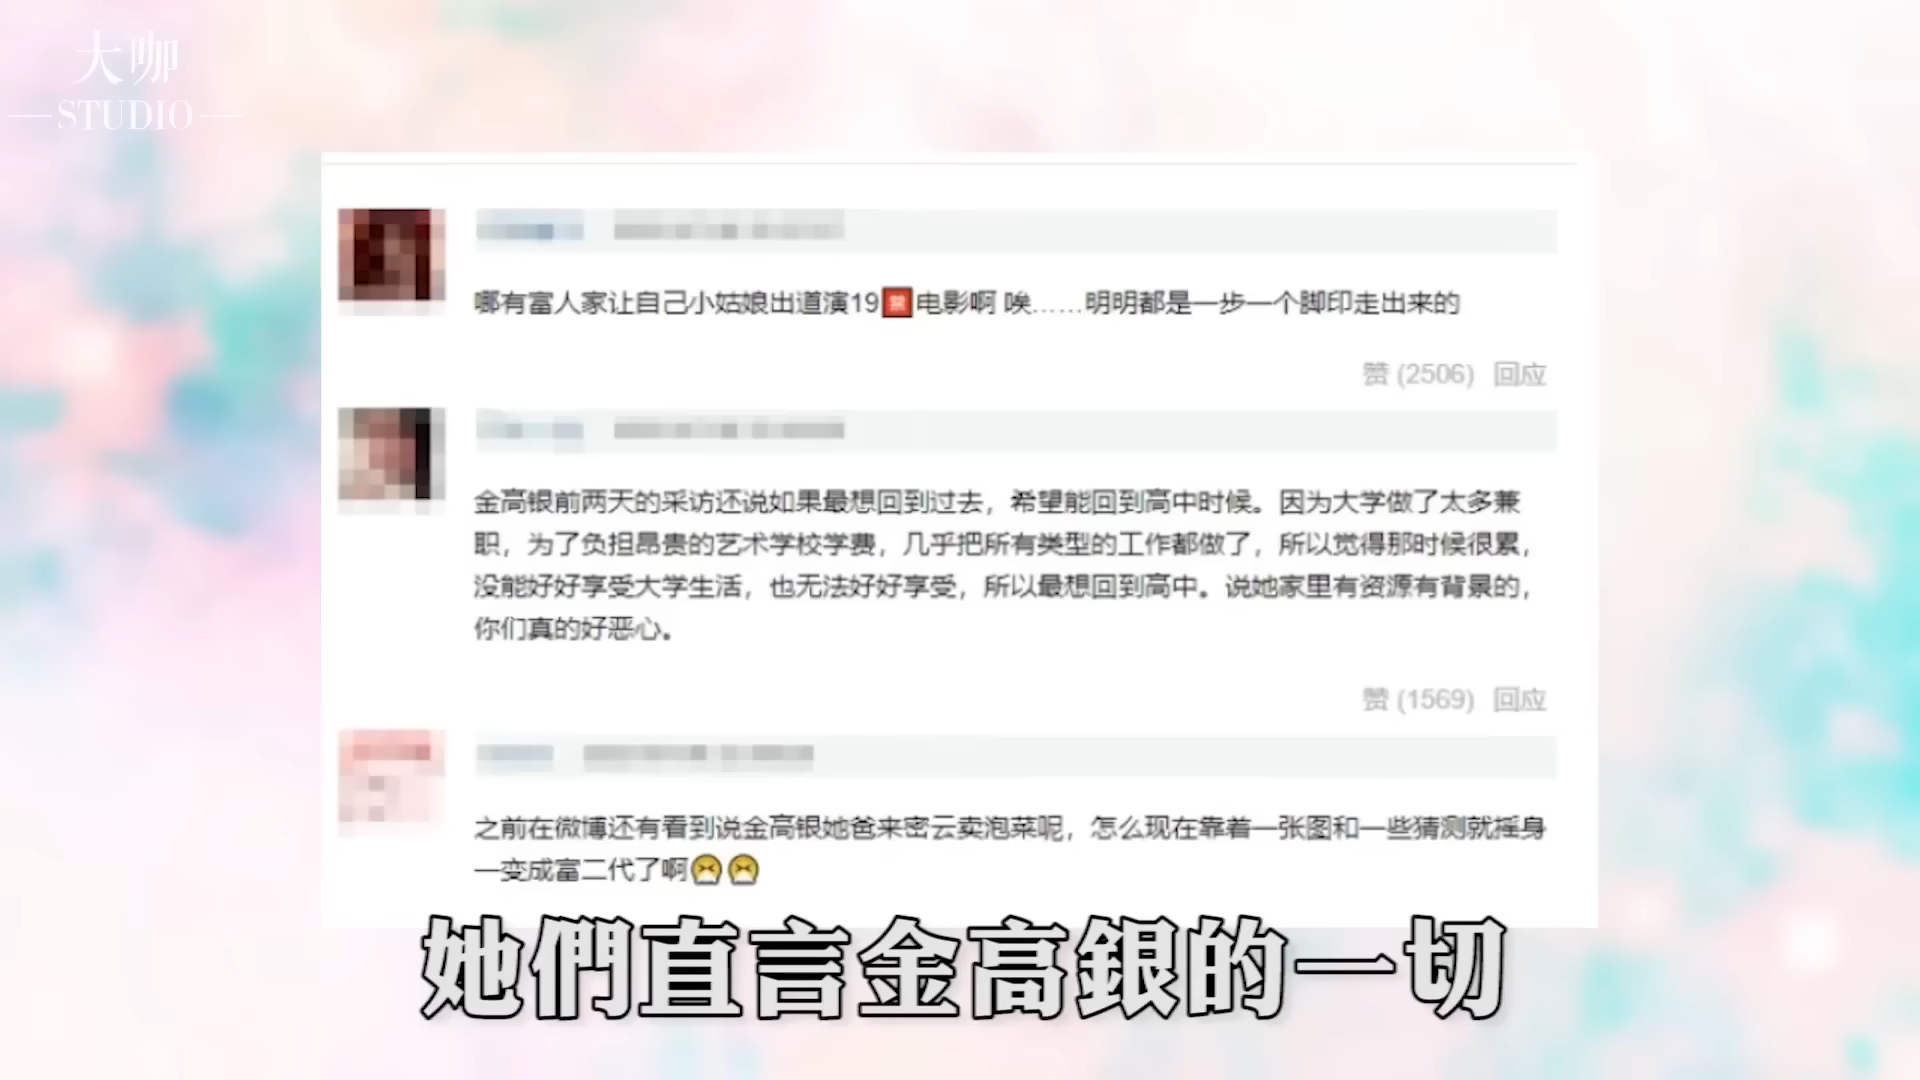 大咖
STUDIO
哪有富人家让自己小姑娘出道演19🈲电影啊 唉……明明都是一步一个脚印走出来的
赞 (2506) 回应
金高银前两天的采访还说如果最想回到过去，希望能回到高中时候。因为大学做了太多兼
职，为了负担昂贵的艺术学校学费，几乎把所有类型的工作都做了，所以觉得那时候很累，
没能好好享受大学生活，也无法好好享受，所以最想回到高中。说她家里有资源有背景的，
你们真的好恶心。
赞 (1569) 回应
之前在微博还有看到说金高银她爸来密云卖泡菜呢，怎么现在靠着一张图和一些猜测就摇身
一变成富二代了啊😷😷
她們直言金高銀的一切